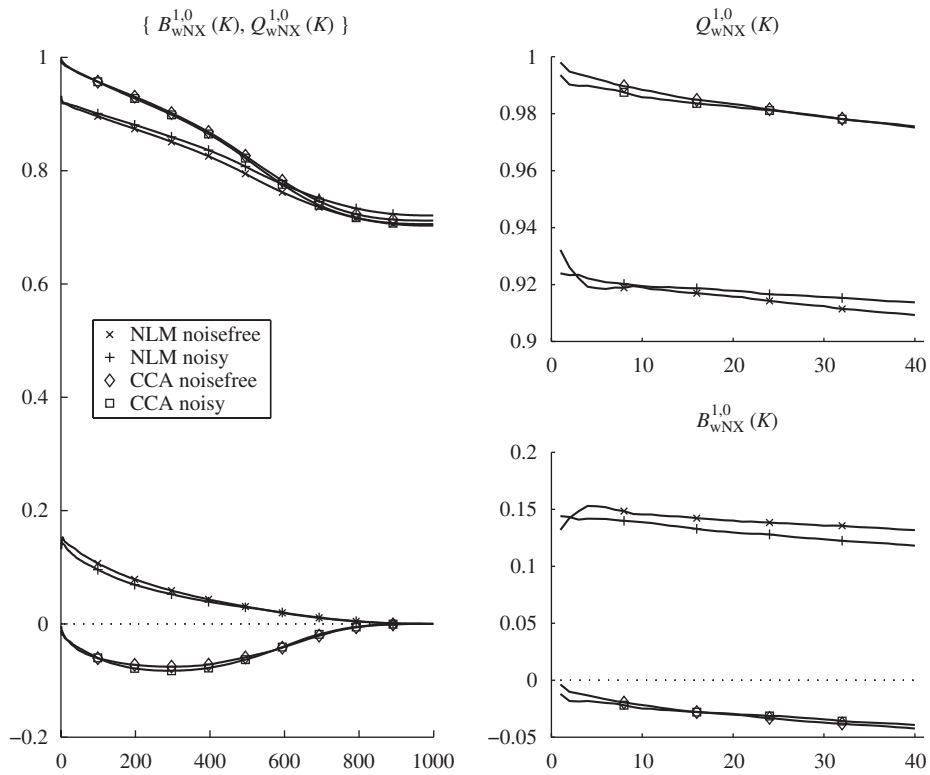 { B^{1,0}_{wNX} (K), Q^{1,0}_{wNX} (K) }
1
0.8
0.6
0.4
0.2
0
−0.2
0 200 400 600 800 1000
× NLM noisefree
+ NLM noisy
◇ CCA noisefree
□ CCA noisy
Q^{1,0}_{wNX} (K)
1
0.98
0.96
0.94
0.92
0.9
0 10 20 30 40
B^{1,0}_{wNX} (K)
0.2
0.15
0.1
0.05
0
−0.05
0 10 20 30 40